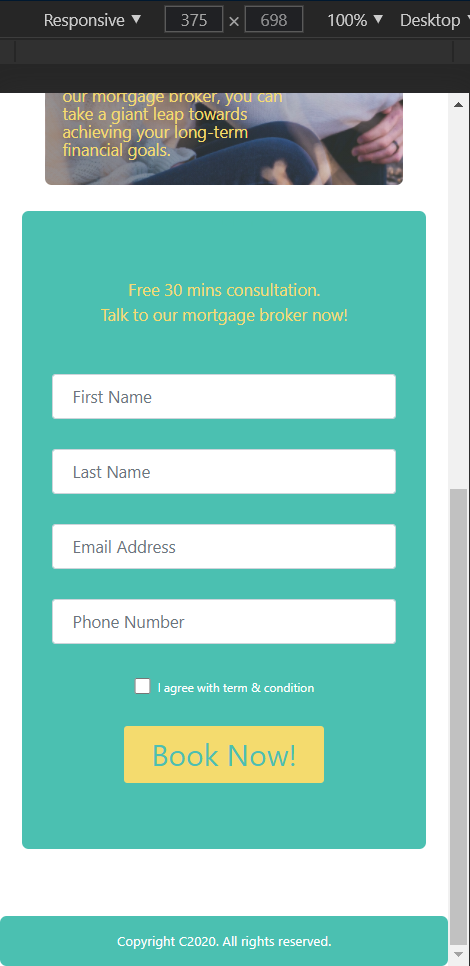 Responsive ▼ 375 × 698 100% ▼ Desktop
our mortgage broker, you can
take a giant leap towards
achieving your long-term
financial goals.
Free 30 mins consultation.
Talk to our mortgage broker now!
First Name
Last Name
Email Address
Phone Number
I agree with term & condition
Book Now!
Copyright C2020. All rights reserved.